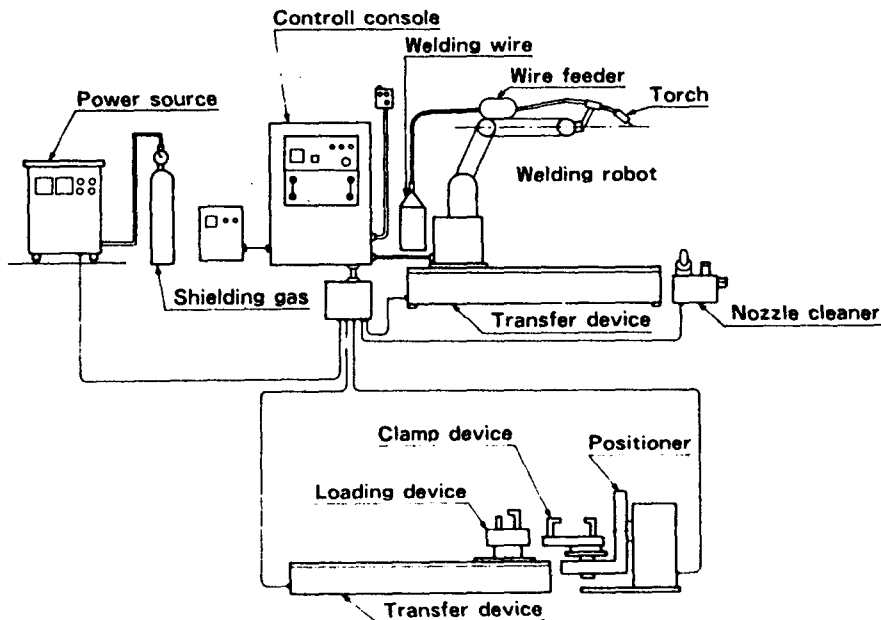 Controll console
Welding wire
Wire feeder
Power source
Torch
Welding robot
Shielding gas
Transfer device
Nozzle cleaner
Clamp device
Positioner
Loading device
Transfer device